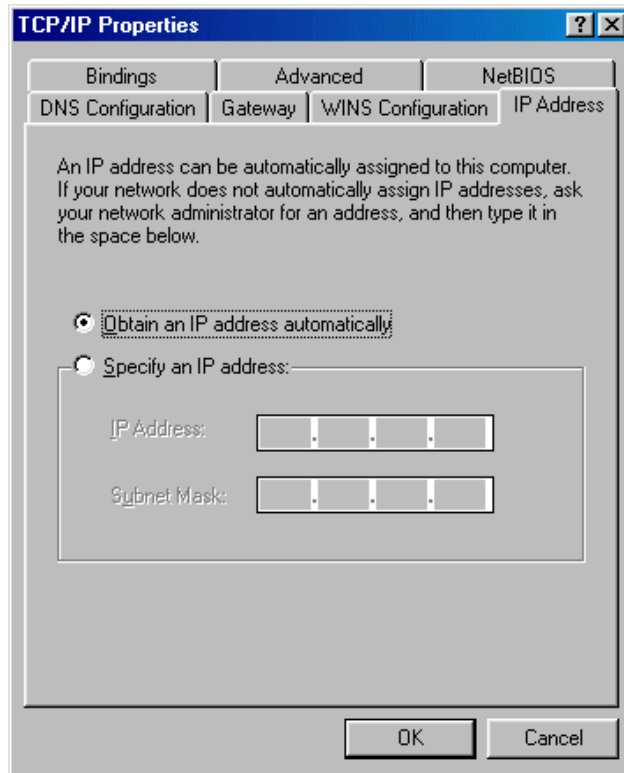 TCP/IP Properties
Bindings
Advanced
NetBIOS
DNS Configuration
Gateway
WINS Configuration
IP Address
An IP address can be automatically assigned to this computer.
If your network does not automatically assign IP addresses, ask
your network administrator for an address, and then type it in
the space below.
Obtain an IP address automatically
Specify an IP address:
IP Address:
Subnet Mask:
OK
Cancel